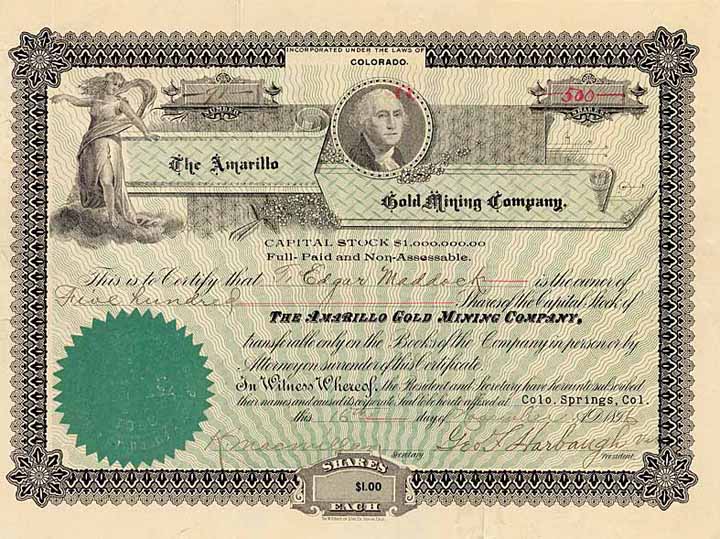 INCORPORATED UNDER THE LAWS OF
COLORADO.
NUMBER
500
The Amarillo
Gold Mining Company.
CAPITAL STOCK $1,000,000.00
Full-Paid and Non-Assessable.
This is to Certify that T. Edgar Maddock is the owner of
Five hundred Shares of the Capital Stock of
THE AMARILLO GOLD MINING COMPANY,
transferable only on the Books of the Company in person or by
Attorney on surrender of this Certificate.
In Witness Whereof, the President and Secretary have hereunto subscribed
their names and caused its corporate Seal to be hereto affixed at Colo. Springs, Col.
this 6th day of A.D. 1896
K Macmillan Geo. F. Harbaugh Vice
Secretary President.
SHARES
$1.00
EACH